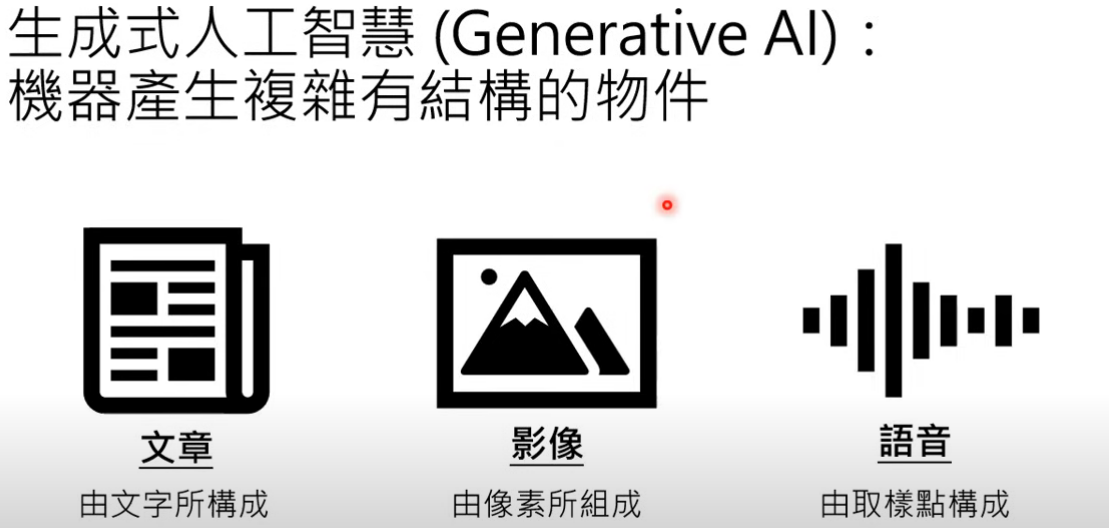 生成式人工智慧 (Generative AI)：
機器產生複雜有結構的物件
文章
影像
語音
由文字所構成
由像素所組成
由取樣點構成